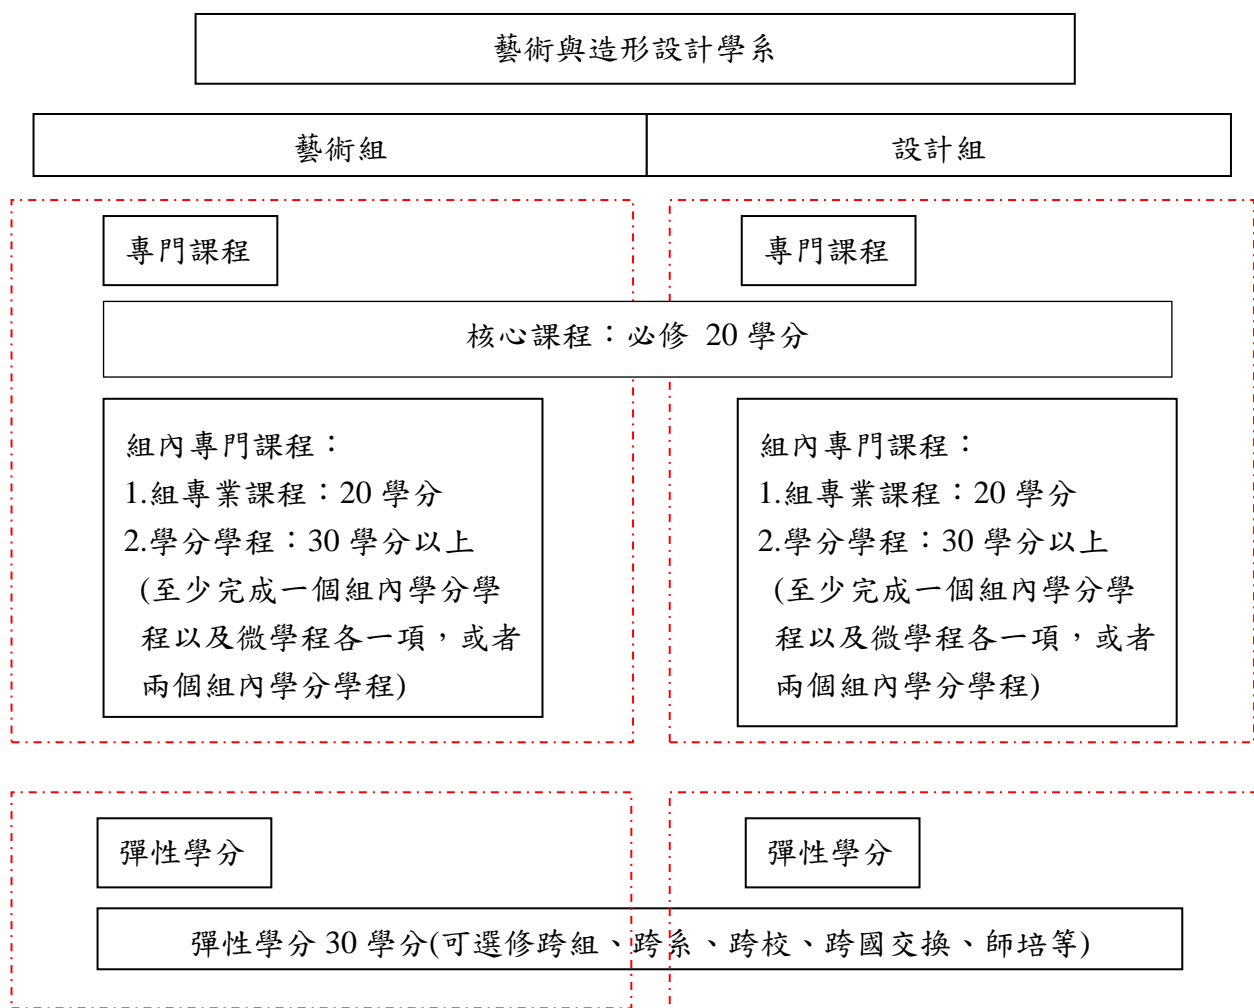 藝術與造形設計學系
藝術組
設計組
專門課程
專門課程
核心課程：必修 20 學分
組內專門課程：
1.組專業課程：20 學分
2.學分學程：30 學分以上
(至少完成一個組內學分學
程以及微學程各一項，或者
兩個組內學分學程)
組內專門課程：
1.組專業課程：20 學分
2.學分學程：30 學分以上
(至少完成一個組內學分學
程以及微學程各一項，或者
兩個組內學分學程)
彈性學分
彈性學分
彈性學分 30 學分(可選修跨組、跨系、跨校、跨國交換、師培等)